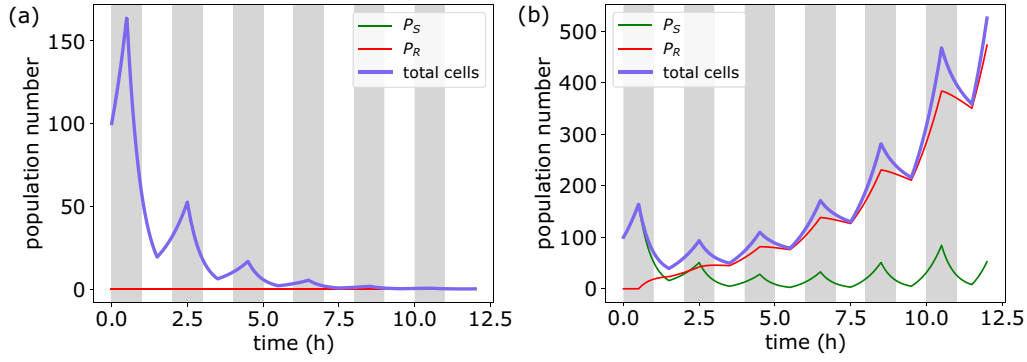 (a)
population number
150
100
50
0
P_S
P_R
total cells
0.0 2.5 5.0 7.5 10.0 12.5
time (h)
(b)
population number
500
400
300
200
100
0
P_S
P_R
total cells
0.0 2.5 5.0 7.5 10.0 12.5
time (h)